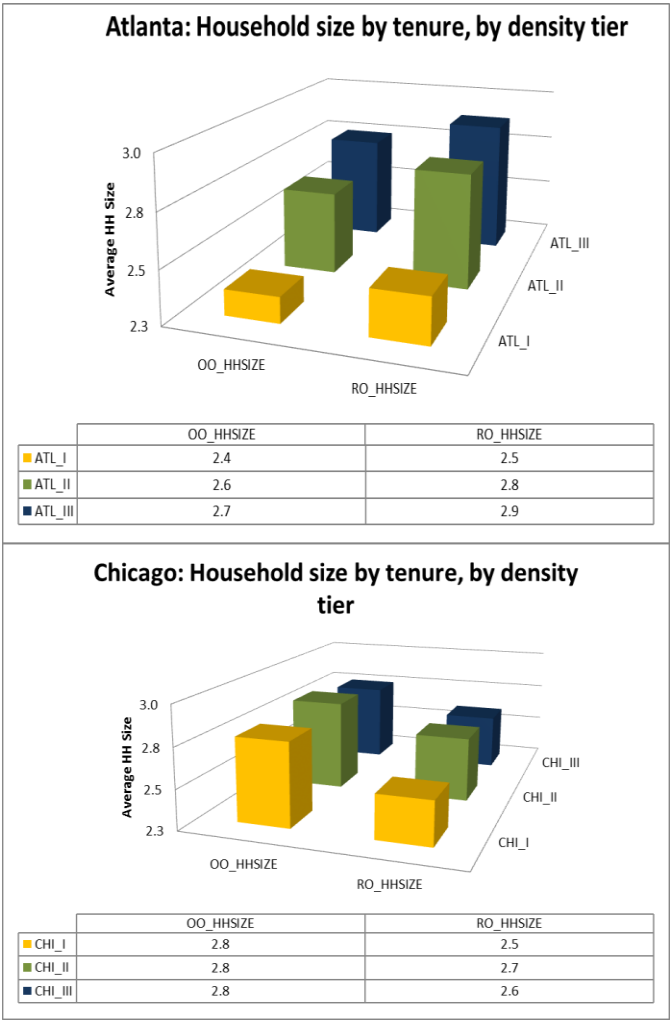 Atlanta: Household size by tenure, by density tier
Average HH Size
3.0
2.8
2.5
2.3
OO_HHSIZE
RO_HHSIZE
ATL_I
ATL_II
ATL_III
OO_HHSIZE RO_HHSIZE
ATL_I 2.4 2.5
ATL_II 2.6 2.8
ATL_III 2.7 2.9
Chicago: Household size by tenure, by density
tier
Average HH Size
3.0
2.8
2.5
2.3
OO_HHSIZE
RO_HHSIZE
CHI_I
CHI_II
CHI_III
OO_HHSIZE RO_HHSIZE
CHI_I 2.8 2.5
CHI_II 2.8 2.7
CHI_III 2.8 2.6